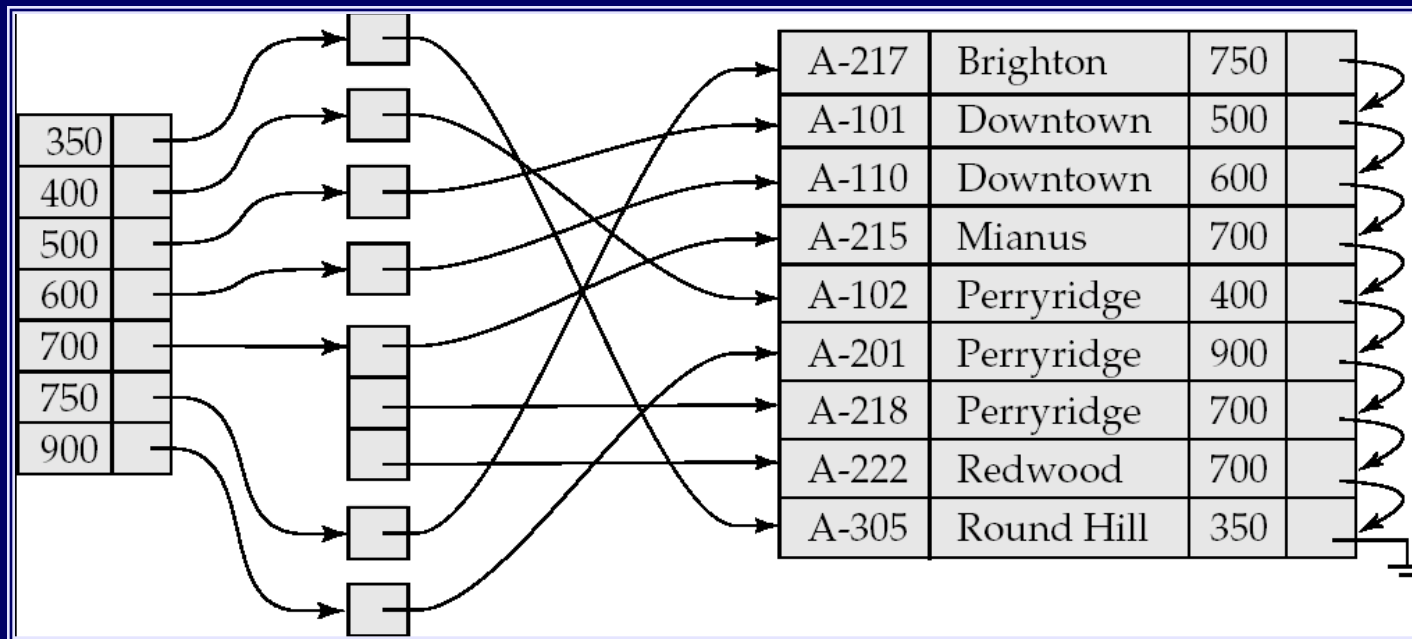 350
400
500
600
700
750
900
A-217 Brighton 750
A-101 Downtown 500
A-110 Downtown 600
A-215 Mianus 700
A-102 Perryridge 400
A-201 Perryridge 900
A-218 Perryridge 700
A-222 Redwood 700
A-305 Round Hill 350